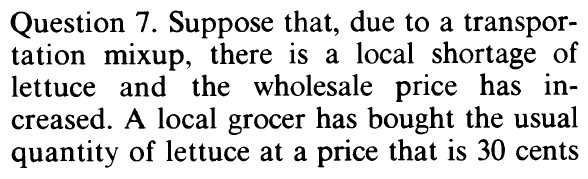 Question 7. Suppose that, due to a transpor-
tation mixup, there is a local shortage of
lettuce and the wholesale price has in-
creased. A local grocer has bought the usual
quantity of lettuce at a price that is 30 cents